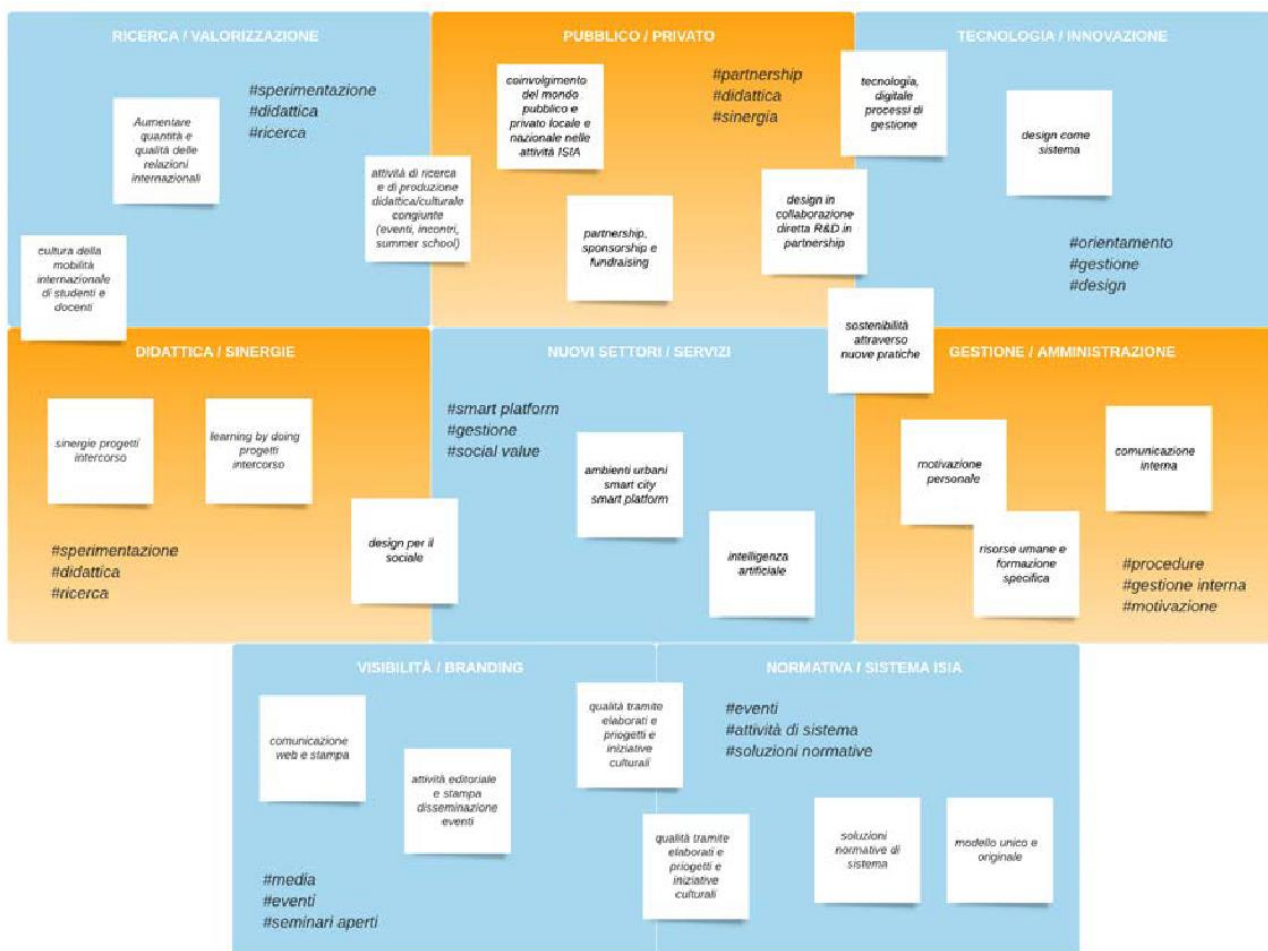 RICERCA / VALORIZZAZIONE
#sperimentazione
#didattica
#ricerca
Aumentare
quantità e
qualità delle
relazioni
internazionali
attività di ricerca
e di produzione
didattica/culturale
congiunte
(eventi, incontri,
summer school)
cultura della
mobilità
internazionale
di studenti e
docenti
PUBBLICO / PRIVATO
coinvolgimento
del mondo
pubblico e
privato locale e
nazionale nelle
attività ISIA
#partnership
#didattica
#sinergia
partnership,
sponsorship e
fundraising
design in
collaborazione
diretta R&D in
partnership
TECNOLOGIA / INNOVAZIONE
tecnologia,
digitale
processi di
gestione
design come
sistema
#orientamento
#gestione
#design
sostenibilità
attraverso
nuove pratiche
DIDATTICA / SINERGIE
sinergie progetti
intercorso
learning by doing
progetti
intercorso
design per il
sociale
#sperimentazione
#didattica
#ricerca
NUOVI SETTORI / SERVIZI
#smart platform
#gestione
#social value
ambienti urbani
smart city
smart platform
intelligenza
artificiale
GESTIONE / AMMINISTRAZIONE
motivazione
personale
comunicazione
interna
risorse umane e
formazione
specifica
#procedure
#gestione interna
#motivazione
VISIBILITÀ / BRANDING
comunicazione
web e stampa
attività editoriale
e stampa
disseminazione
eventi
qualità tramite
elaborati e
priogetti e
iniziative
culturali
#media
#eventi
#seminari aperti
NORMATIVA / SISTEMA ISIA
#eventi
#attività di sistema
#soluzioni normative
qualità tramite
elaborati e
priogetti e
iniziative
culturali
soluzioni
normative di
sistema
modello unico e
originale